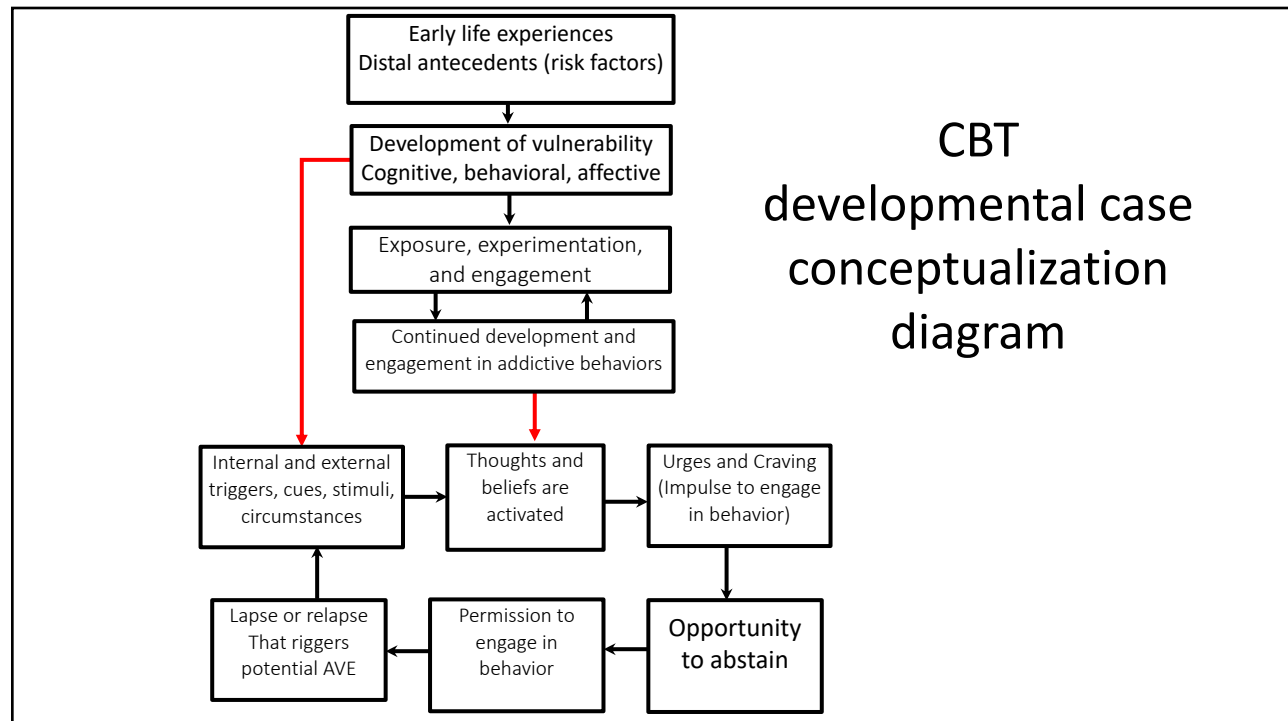 Early life experiences
Distal antecedents (risk factors)
CBT
developmental case
conceptualization
diagram
Development of vulnerability
Cognitive, behavioral, affective
Exposure, experimentation,
and engagement
Continued development and
engagement in addictive behaviors
Internal and external
triggers, cues, stimuli,
circumstances
Thoughts and
beliefs are
activated
Urges and Craving
(Impulse to engage
in behavior)
Lapse or relapse
That riggers
potential AVE
Permission to
engage in
behavior
Opportunity
to abstain